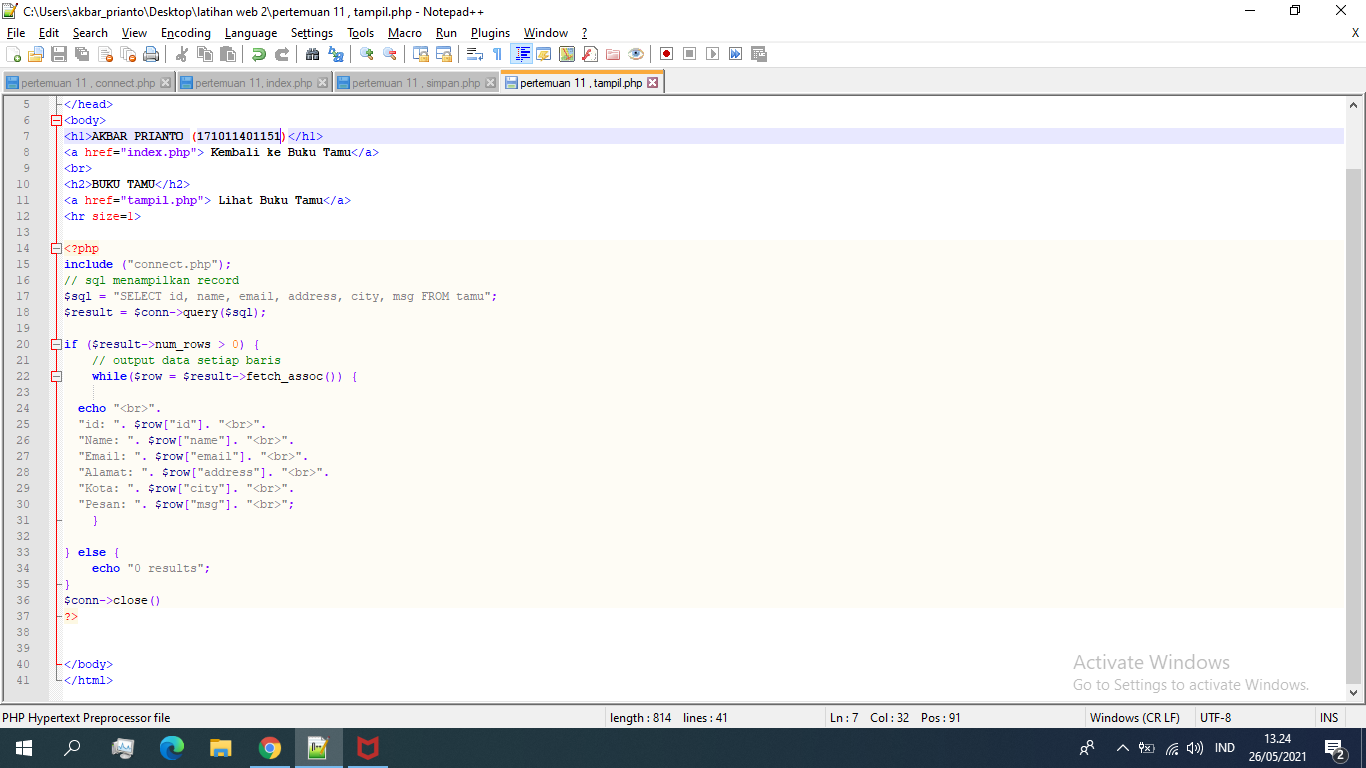 C:\Users\akbar_prianto\Desktop\latihan web 2\pertemuan 11 , tampil.php - Notepad++
File Edit Search View Encoding Language Settings Tools Macro Run Plugins Window ? X
pertemuan 11 , connect.php pertemuan 11, index.php pertemuan 11 , simpan.php pertemuan 11 , tampil.php
5 </head>
6 <body>
7 <h1>AKBAR PRIANTO (171011401151)</h1>
8 <a href="index.php"> Kembali ke Buku Tamu</a>
9 <br>
10 <h2>BUKU TAMU</h2>
11 <a href="tampil.php"> Lihat Buku Tamu</a>
12 <hr size=1>
13
14 <?php
15 include ("connect.php");
16 // sql menampilkan record
17 $sql = "SELECT id, name, email, address, city, msg FROM tamu";
18 $result = $conn->query($sql);
19
20 if ($result->num_rows > 0) {
21 // output data setiap baris
22 while($row = $result->fetch_assoc()) {
23
24 echo "<br>".
25 "id: ". $row["id"]. "<br>".
26 "Name: ". $row["name"]. "<br>".
27 "Email: ". $row["email"]. "<br>".
28 "Alamat: ". $row["address"]. "<br>".
29 "Kota: ". $row["city"]. "<br>".
30 "Pesan: ". $row["msg"]. "<br>";
31 }
32
33 } else {
34 echo "0 results";
35 }
36 $conn->close()
37 ?>
38
39
40 </body>
41 </html>
Activate Windows
Go to Settings to activate Windows.
PHP Hypertext Preprocessor file length : 814 lines : 41 Ln : 7 Col : 32 Pos : 91 Windows (CR LF) UTF-8 INS
IND 13.24
26/05/2021 2